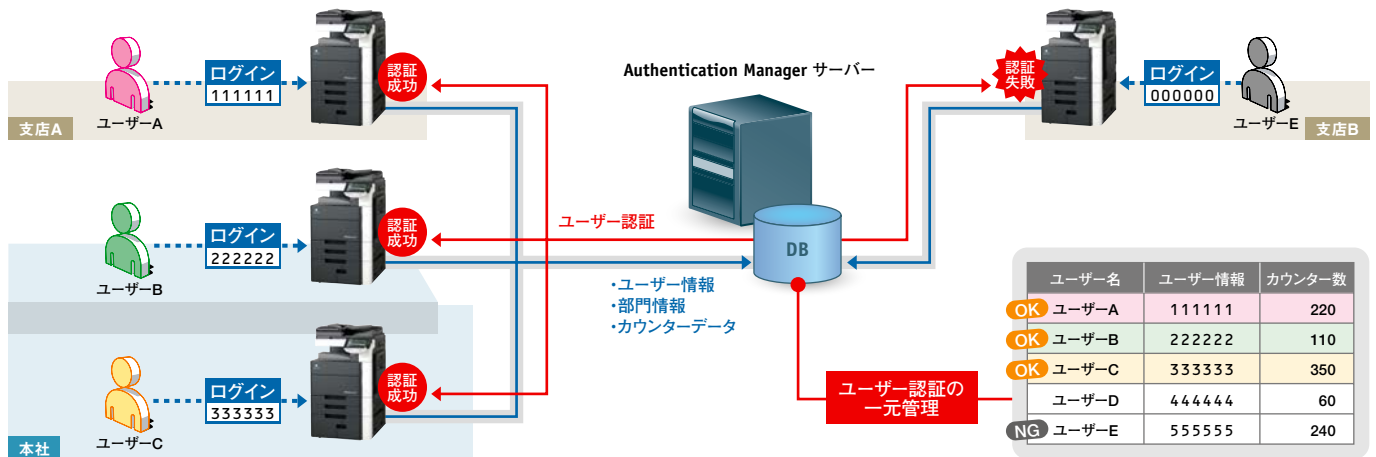 ログイン
111111
認証
成功
ユーザーA
支店A
Authentication Manager サーバー
認証
失敗
ログイン
000000
ユーザーE
支店B
ログイン
222222
認証
成功
ユーザーB
ユーザー認証
DB
・ユーザー情報
・部門情報
・カウンターデータ
ログイン
333333
認証
成功
ユーザーC
本社
ユーザー認証の
一元管理
ユーザー名 ユーザー情報 カウンター数
OK ユーザーA 111111 220
OK ユーザーB 222222 110
OK ユーザーC 333333 350
ユーザーD 444444 60
NG ユーザーE 555555 240